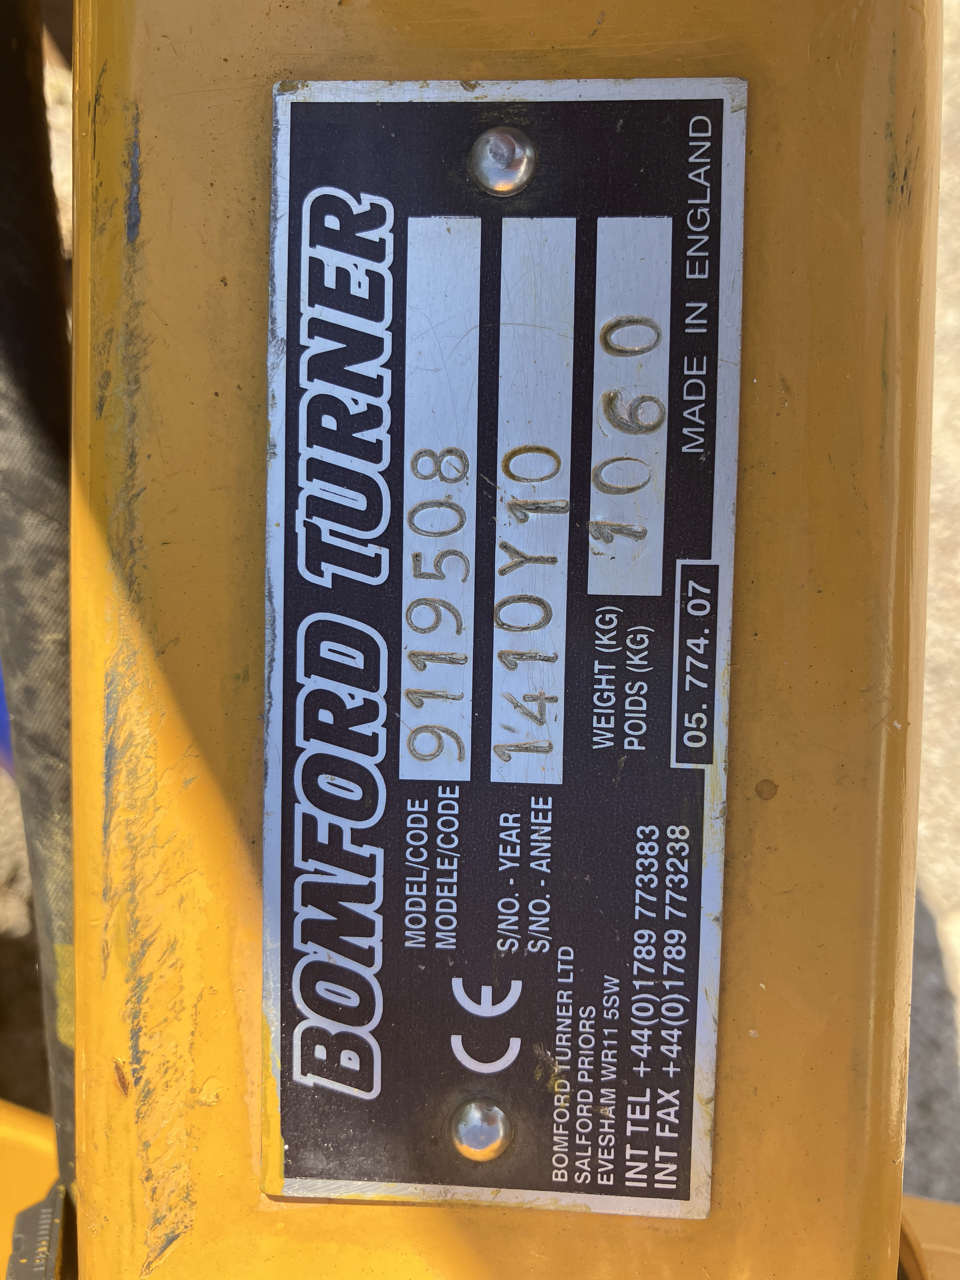 BOMFORD TURNER
MODEL/CODE
MODELE/CODE
9119508
S/NO. - YEAR
S/NO. - ANNEE
1410Y10
WEIGHT (KG)
POIDS (KG)
1060
CE
BOMFORD TURNER LTD
SALFORD PRIORS
EVESHAM WR11 5SW
INT TEL +44(0)1789 773383
INT FAX +44(0)1789 773238
05. 774. 07
MADE IN ENGLAND